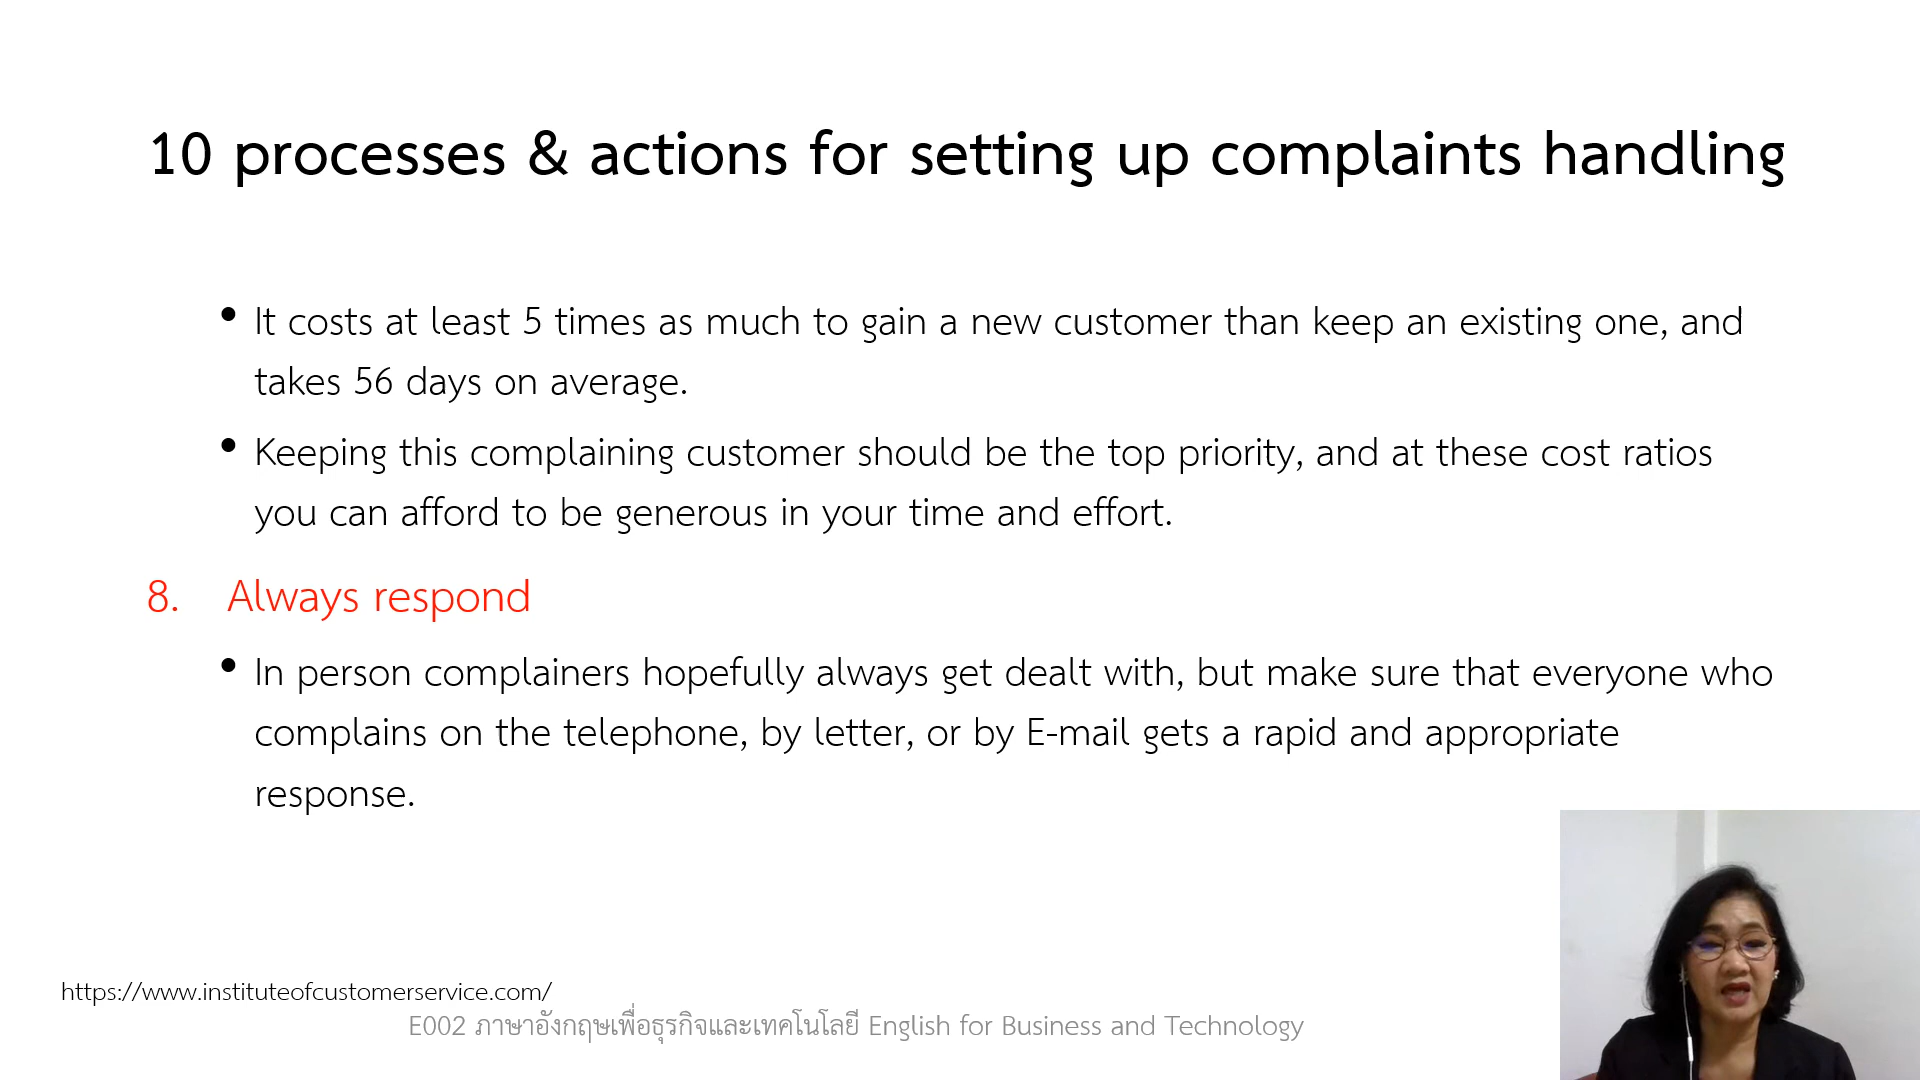 10 processes & actions for setting up complaints handling
• It costs at least 5 times as much to gain a new customer than keep an existing one, and
takes 56 days on average.
• Keeping this complaining customer should be the top priority, and at these cost ratios
you can afford to be generous in your time and effort.
8. Always respond
• In person complainers hopefully always get dealt with, but make sure that everyone who
complains on the telephone, by letter, or by E-mail gets a rapid and appropriate
response.
https://www.instituteofcustomerservice.com/
E002 ภาษาอังกฤษเพื่อธุรกิจและเทคโนโลยี English for Business and Technology